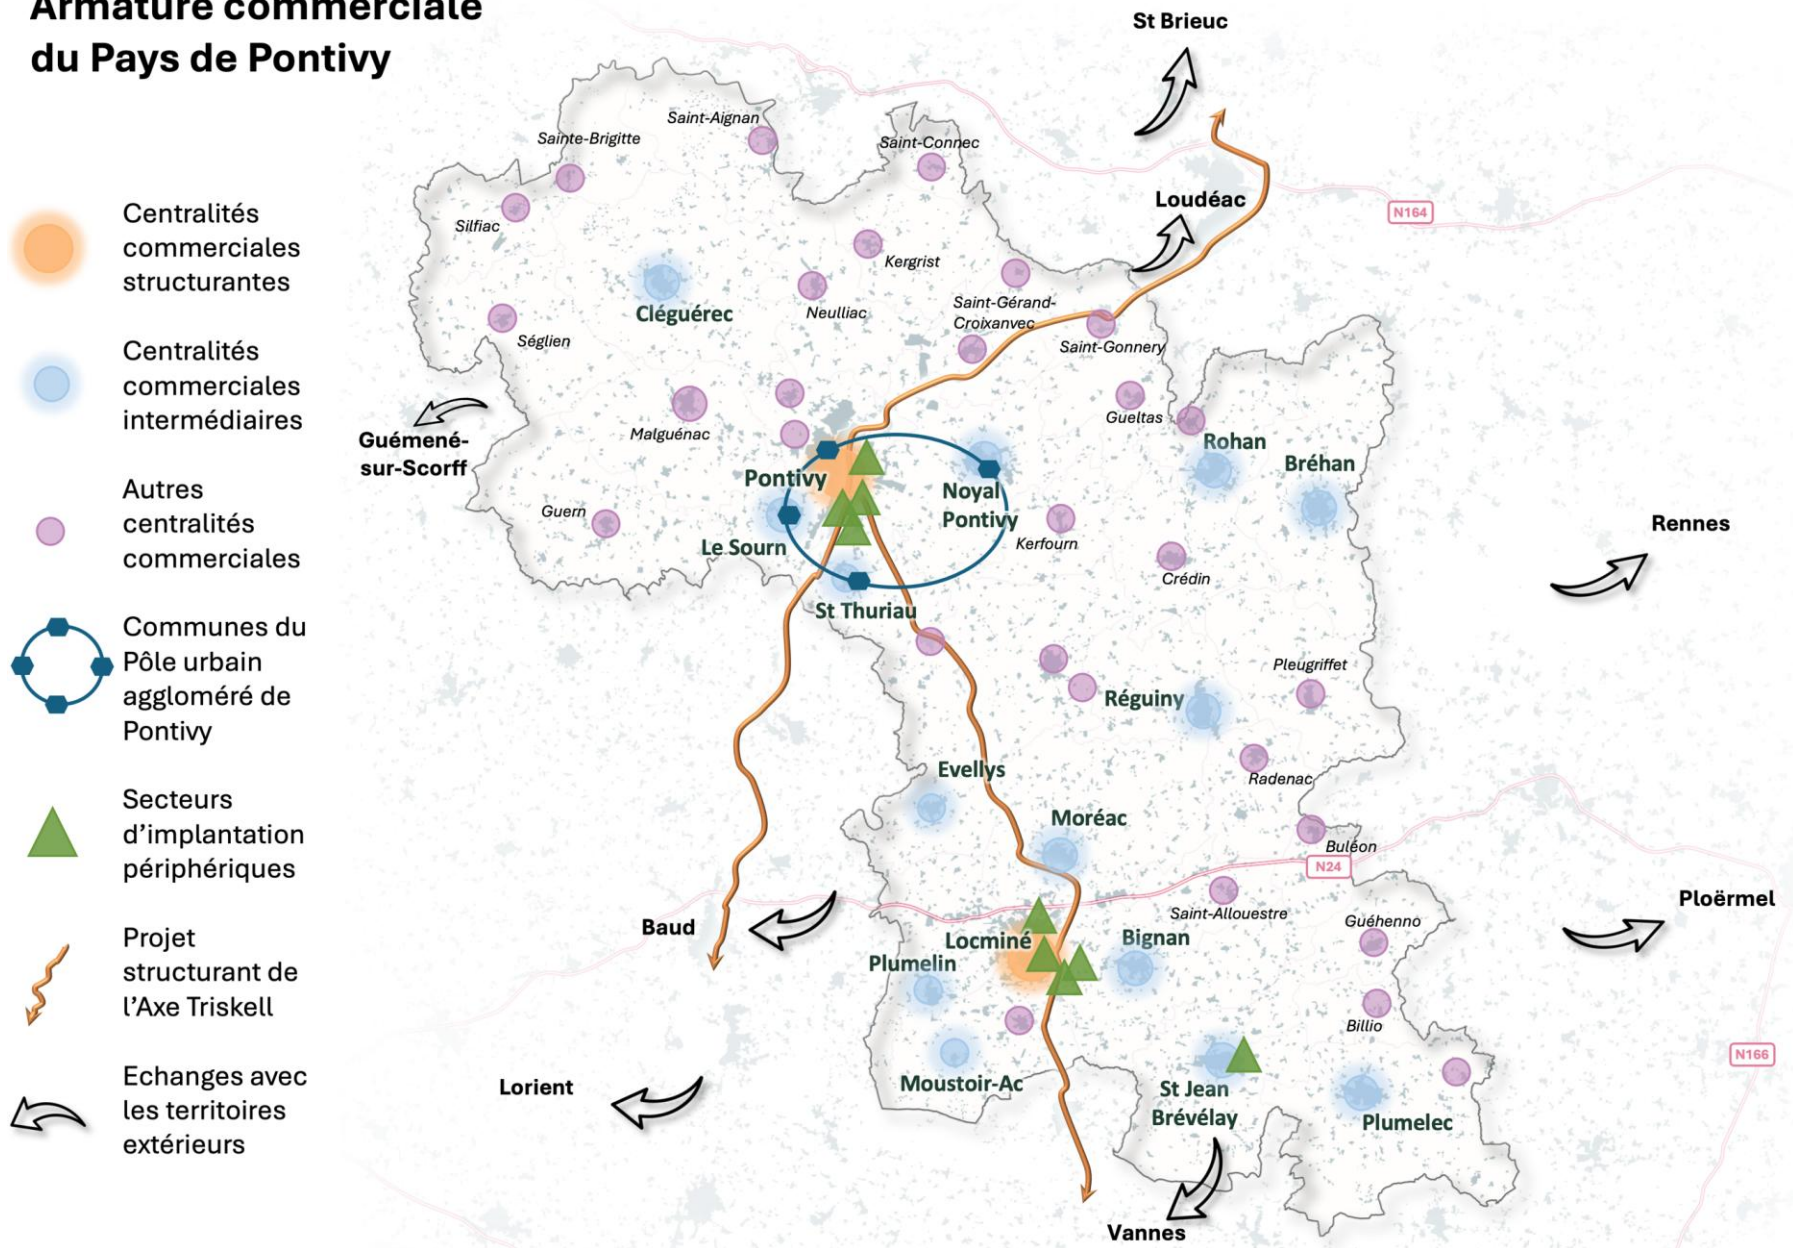 Armature commerciale
du Pays de Pontivy
Centralités
commerciales
structurantes
Centralités
commerciales
intermédiaires
Autres
centralités
commerciales
Communes du
Pôle urbain
aggloméré de
Pontivy
Secteurs
d’implantation
périphériques
Projet
structurant de
l’Axe Triskell
Echanges avec
les territoires
extérieurs
St Brieuc
Saint-Aignan
Sainte-Brigitte
Saint-Connec
Loudéac
N164
Silfiac
Kergrist
Saint-Gérand-
Croixanvec
Neulliac
Cléguérec
Séglien
Saint-Gonnery
Gueltas
Malguénac
Guémené-
sur-Scorff
Rohan
Bréhan
Pontivy
Noyal
Pontivy
Guern
Le Sourn
Kerfourn
Rennes
Crédin
St Thuriau
Pleugriffet
Réguiny
Radenac
Evellys
Moréac
Buléon
N24
Saint-Allouestre
Ploërmel
Guéhenno
Baud
Locminé
Bignan
Plumelin
Billio
N166
Moustoir-Ac
Lorient
St Jean
Brévélay
Plumelec
Vannes